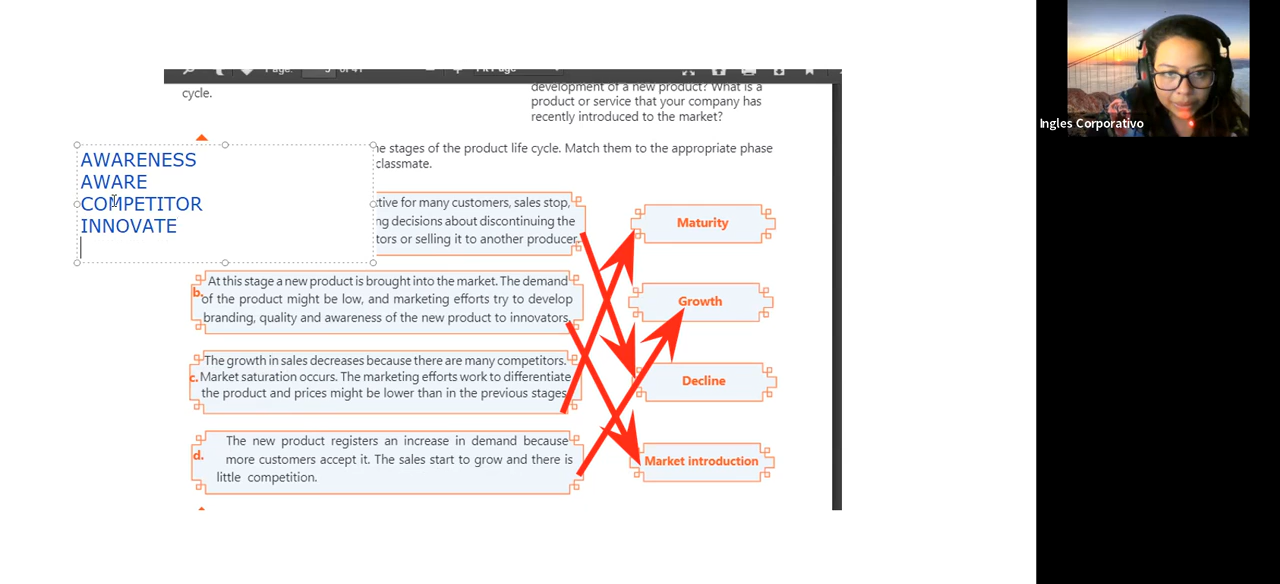 cycle.
development of a new product? What is a
product or service that your company has
recently introduced to the market?
AWARENESS
AWARE
COMPETITOR
INNOVATE
he stages of the product life cycle. Match them to the appropriate phase
classmate.
ctive for many customers, sales stop,
ng decisions about discontinuing the
tors or selling it to another producer.
Maturity
b. At this stage a new product is brought into the market. The demand
of the product might be low, and marketing efforts try to develop
branding, quality and awareness of the new product to innovators.
Growth
The growth in sales decreases because there are many competitors.
c. Market saturation occurs. The marketing efforts work to differentiate
the product and prices might be lower than in the previous stages.
Decline
The new product registers an increase in demand because
d. more customers accept it. The sales start to grow and there is
little competition.
Market introduction
Ingles Corporativo